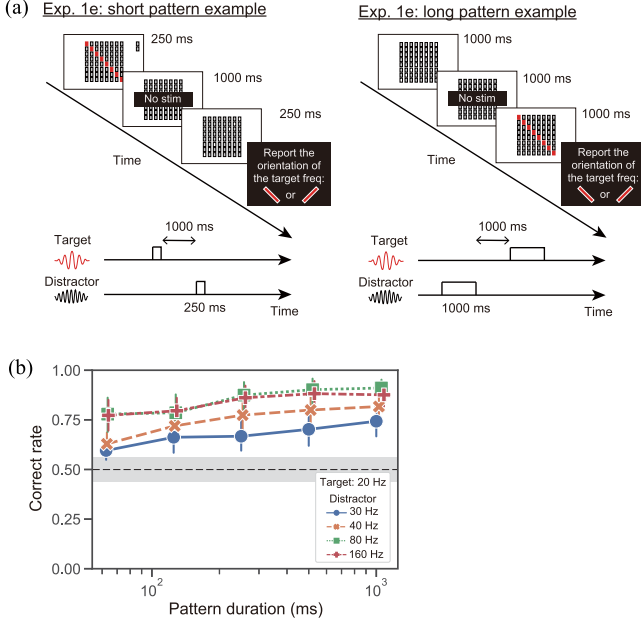 (a)
Exp. 1e: short pattern example
250 ms
1000 ms
No stim
250 ms
Time
Report the
orientation of
the target freq:
or
1000 ms
Target
Distractor
250 ms
Time
Exp. 1e: long pattern example
1000 ms
1000 ms
No stim
1000 ms
Time
Report the
orientation of
the target freq:
or
1000 ms
Target
Distractor
1000 ms
Time
(b)
1.00
0.75
0.50
0.25
0.00
Correct rate
Target: 20 Hz
Distractor
30 Hz
40 Hz
80 Hz
160 Hz
10²
10³
Pattern duration (ms)